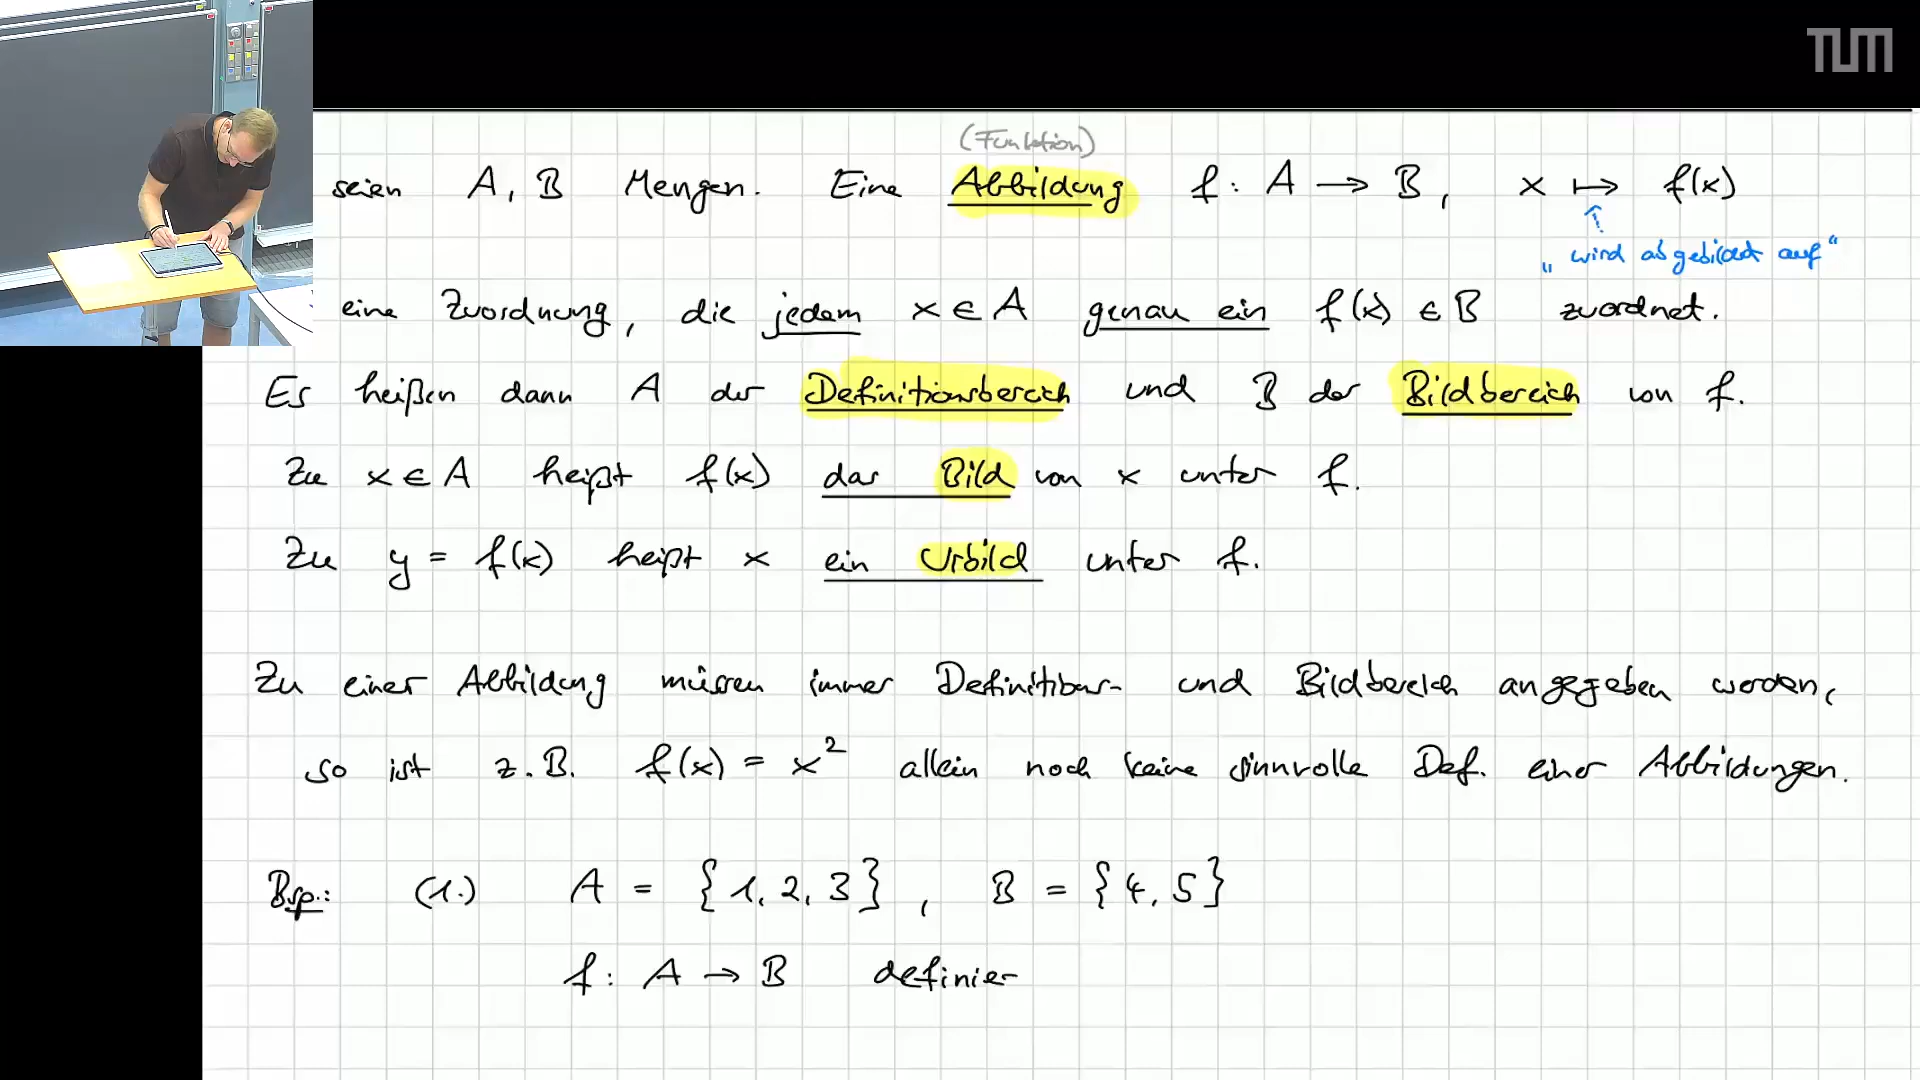 TUM
(Funktion)
seien A, B Mengen. Eine Abbildung f: A → B, x ↦ f(x)
„wird abgebildet auf“
eine Zuordnung, die jedem x ∈ A genau ein f(x) ∈ B zuordnet.
Es heißen dann A der Definitionsbereich und B der Bildbereich von f.
Zu x ∈ A heißt f(x) das Bild von x unter f.
Zu y = f(x) heißt x ein Urbild unter f.
Zu einer Abbildung müssen immer Definitions- und Bildbereich angegeben werden,
so ist z.B. f(x) = x² allein noch keine sinnvolle Def. einer Abbildungen.
Bsp.: (1.) A = {1, 2, 3}, B = {4, 5}
f: A → B definier